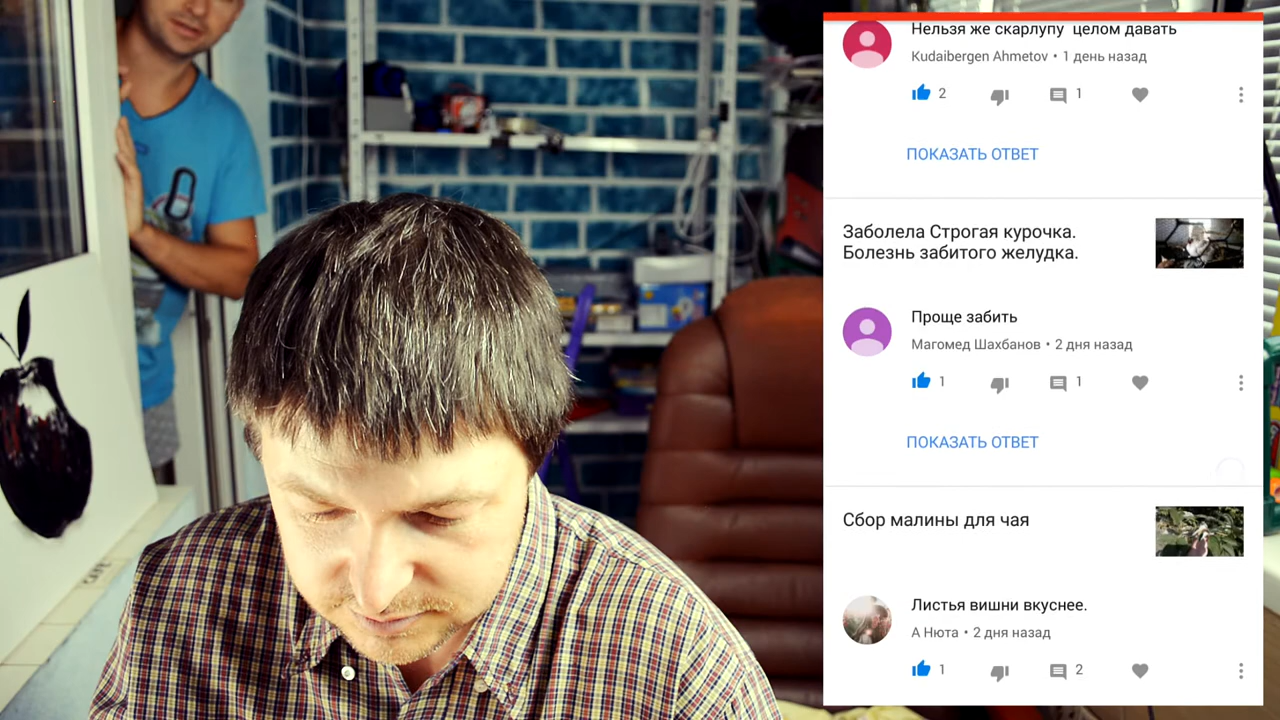 Нельзя же скарлупу целом давать
Kudaibergen Ahmetov • 1 день назад
2
1
ПОКАЗАТЬ ОТВЕТ
Заболела Строгая курочка.
Болезнь забитого желудка.
Проще забить
Магомед Шахбанов • 2 дня назад
1
1
ПОКАЗАТЬ ОТВЕТ
Сбор малины для чая
Листья вишни вкуснее.
А Нюта • 2 дня назад
1
2